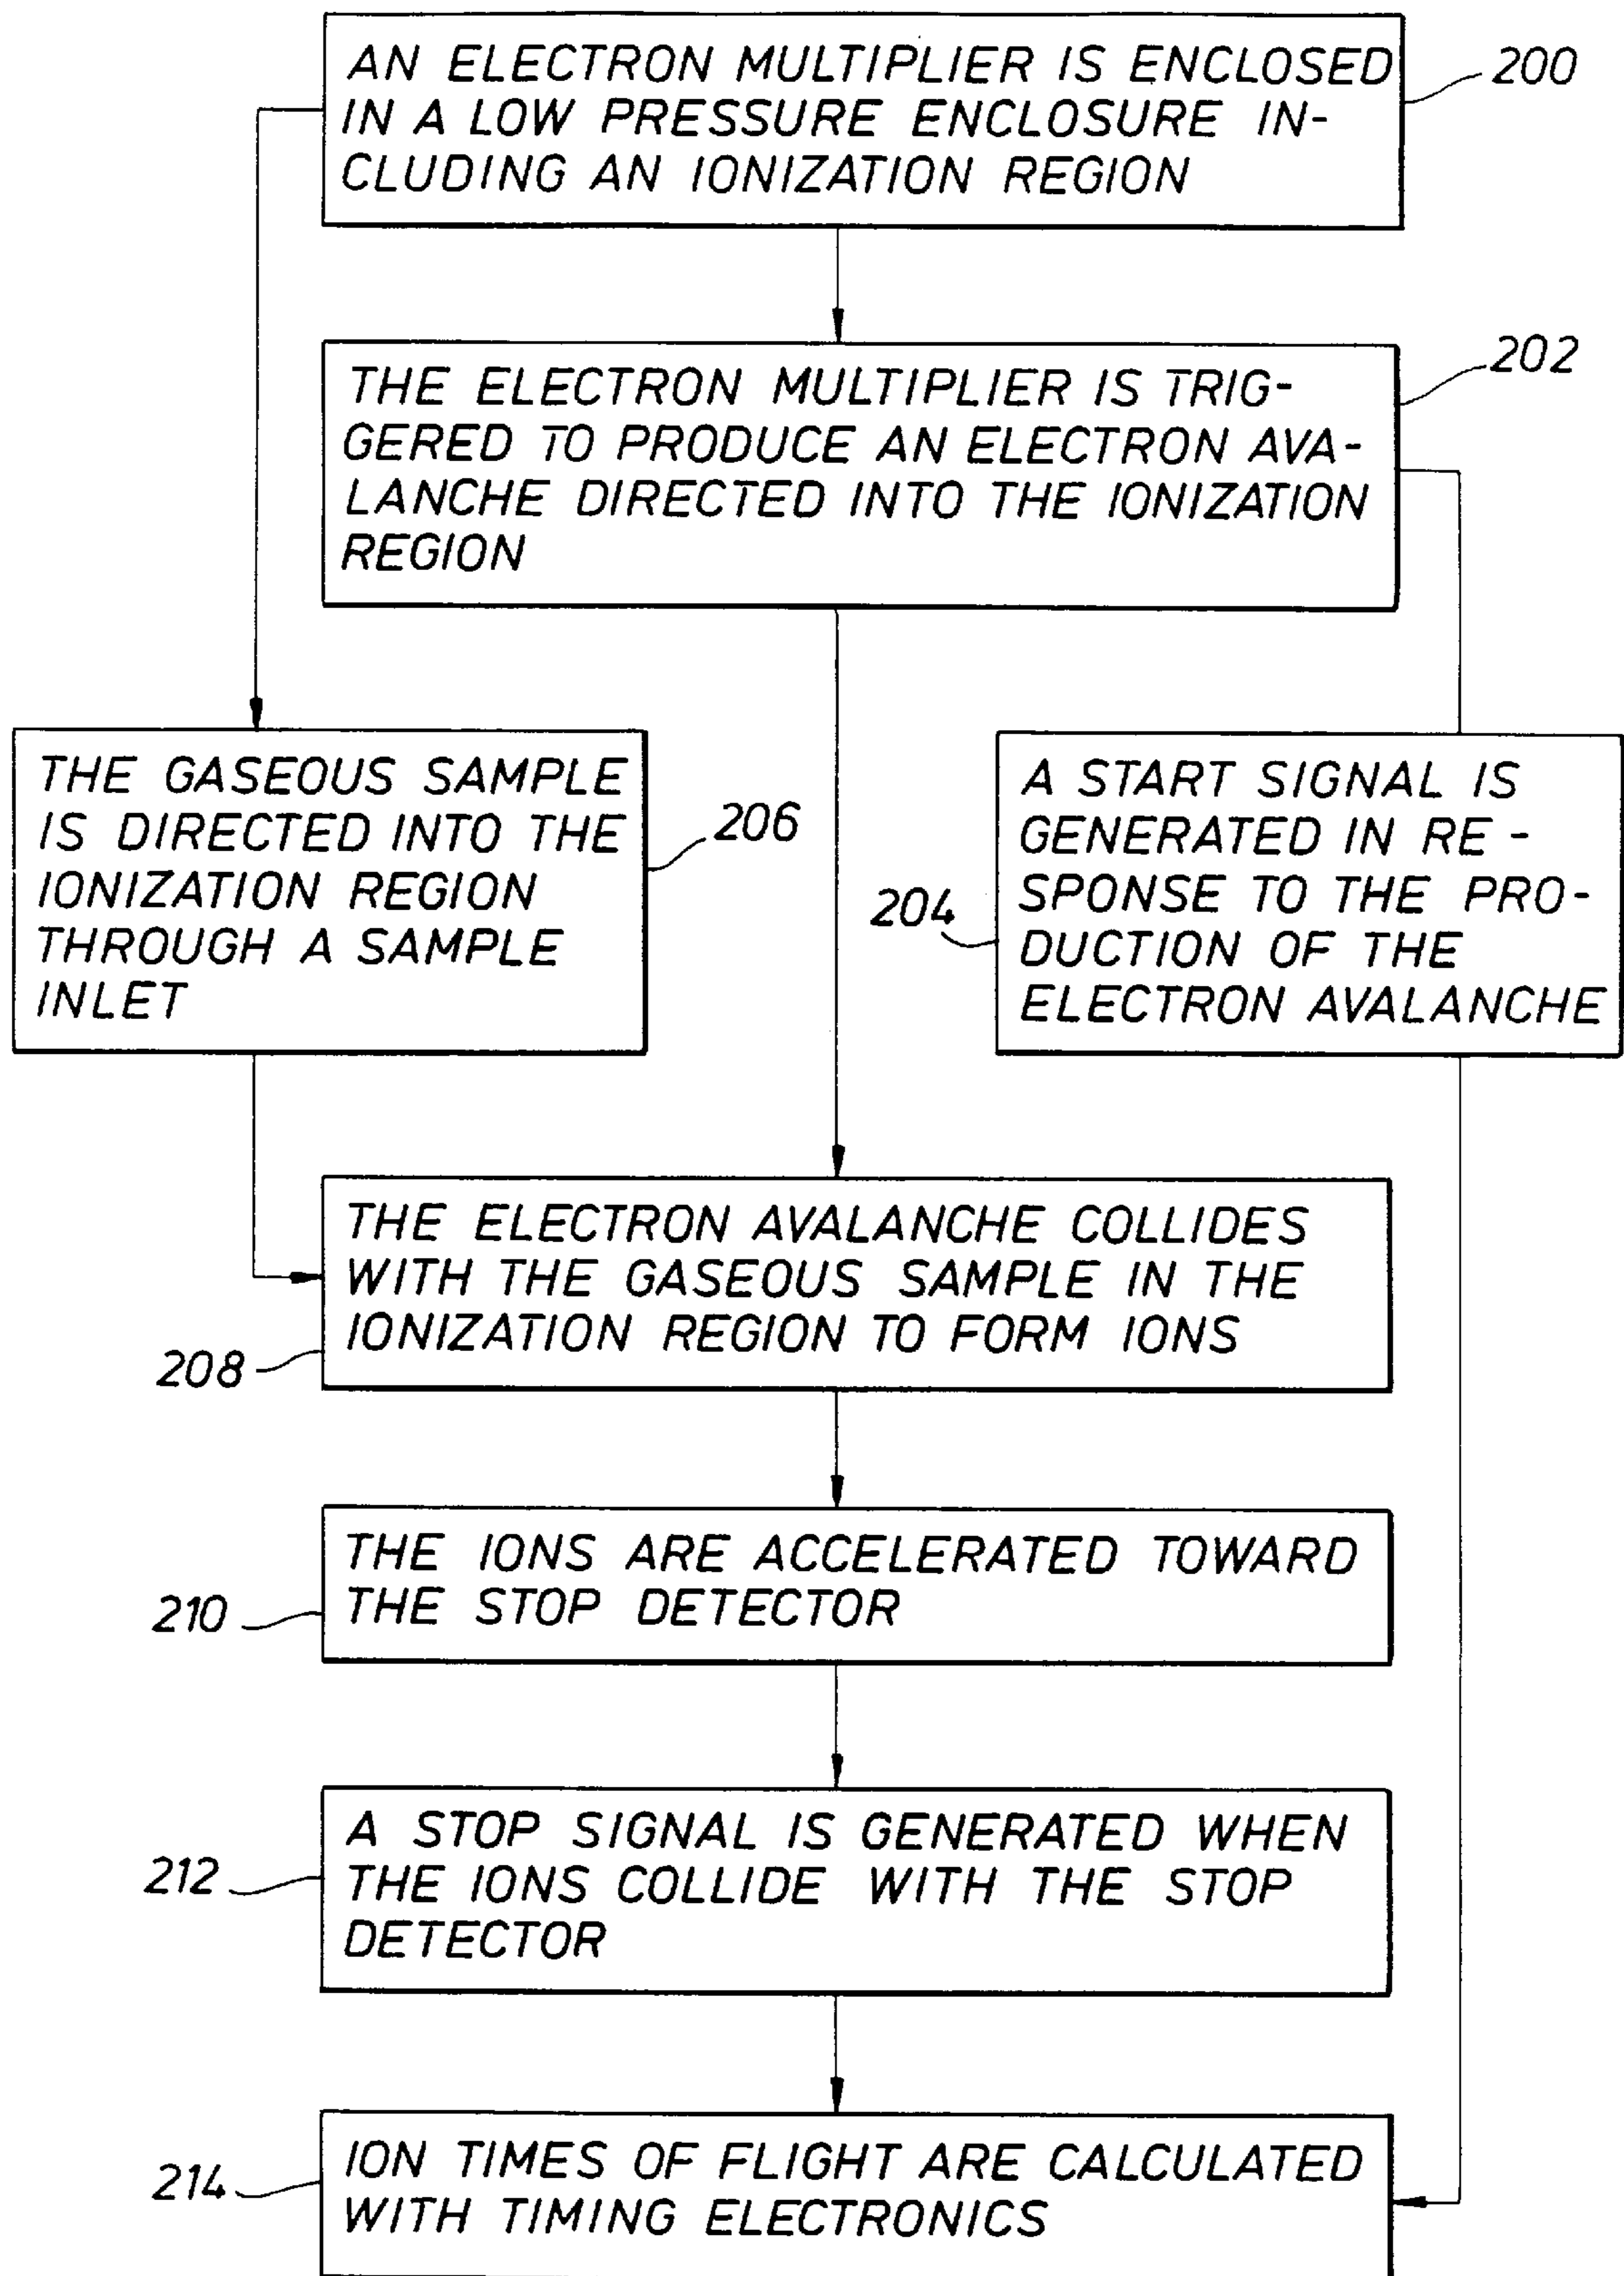 AN ELECTRON MULTIPLIER IS ENCLOSED
IN A LOW PRESSURE ENCLOSURE IN-
CLUDING AN IONIZATION REGION
200
THE ELECTRON MULTIPLIER IS TRIG-
GERED TO PRODUCE AN ELECTRON AVA-
LANCHE DIRECTED INTO THE IONIZATION
REGION
202
THE GASEOUS SAMPLE
IS DIRECTED INTO THE
IONIZATION REGION
THROUGH A SAMPLE
INLET
206
A START SIGNAL IS
GENERATED IN RE-
SPONSE TO THE PRO-
DUCTION OF THE
ELECTRON AVALANCHE
204
THE ELECTRON AVALANCHE COLLIDES
WITH THE GASEOUS SAMPLE IN THE
IONIZATION REGION TO FORM IONS
208
THE IONS ARE ACCELERATED TOWARD
THE STOP DETECTOR
210
A STOP SIGNAL IS GENERATED WHEN
THE IONS COLLIDE WITH THE STOP
DETECTOR
212
ION TIMES OF FLIGHT ARE CALCULATED
WITH TIMING ELECTRONICS
214